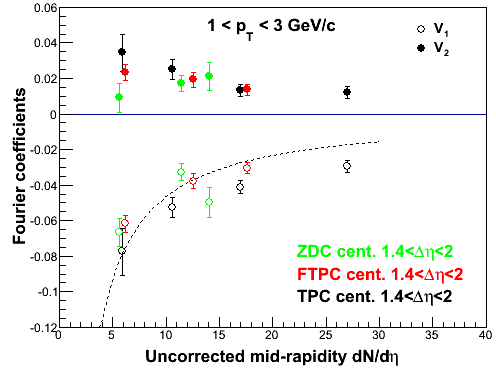 1 < pT < 3 GeV/c
V1
V2
Fourier coefficients
0.06
0.04
0.02
0
-0.02
-0.04
-0.06
-0.08
-0.1
-0.12
ZDC cent. 1.4<Δη<2
FTPC cent. 1.4<Δη<2
TPC cent. 1.4<Δη<2
0 5 10 15 20 25 30 35 40
Uncorrected mid-rapidity dN/dη